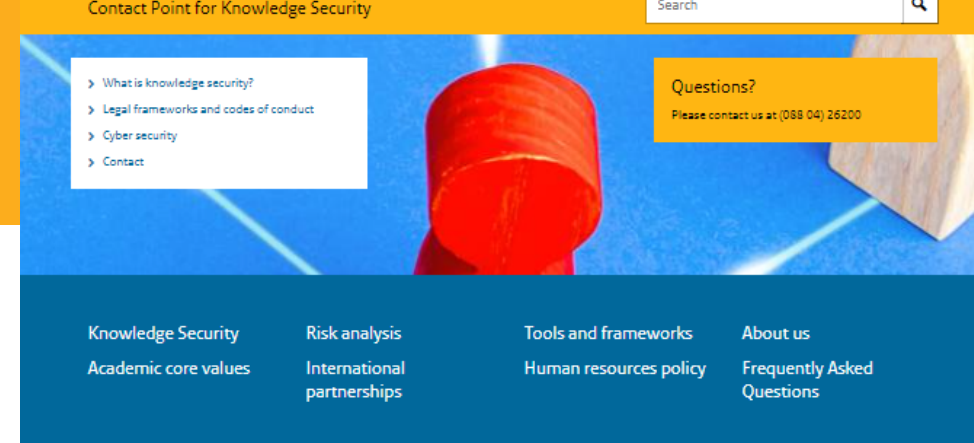 Contact Point for Knowledge Security
Search
What is knowledge security?
Legal frameworks and codes of conduct
Cyber security
Contact
Questions?
Please contact us at (088 04) 26200
Knowledge Security
Academic core values
Risk analysis
International
partnerships
Tools and frameworks
Human resources policy
About us
Frequently Asked
Questions